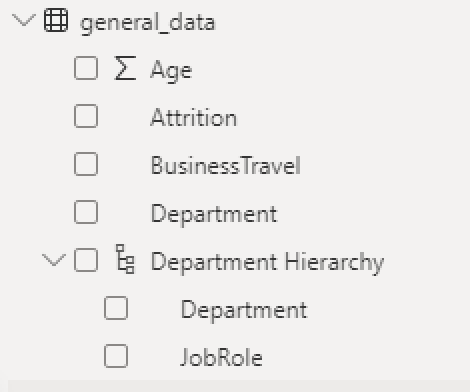 general_data
Age
Attrition
BusinessTravel
Department
Department Hierarchy
Department
JobRole